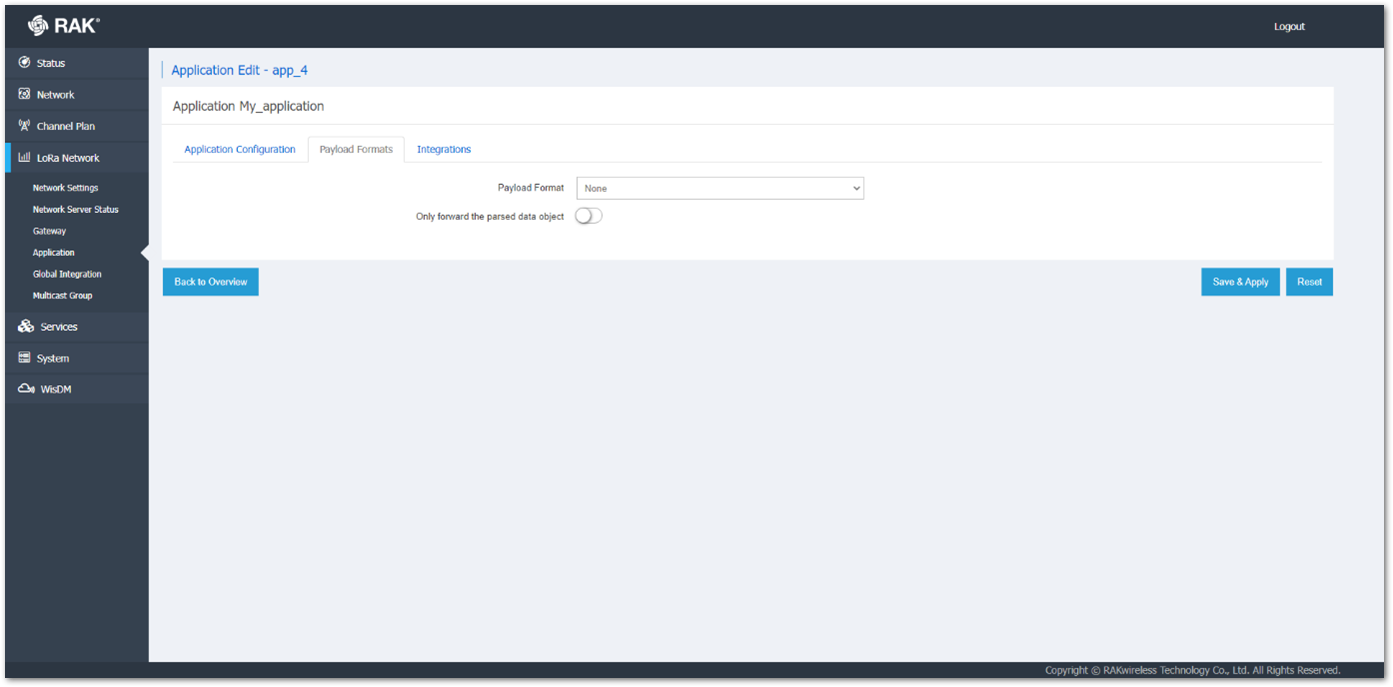 RAK®
Logout
Status
Network
Channel Plan
LoRa Network
Network Settings
Network Server Status
Gateway
Application
Global Integration
Multicast Group
Services
System
WisDM
Application Edit - app_4
Application My_application
Application Configuration
Payload Formats
Integrations
Payload Format
None
Only forward the parsed data object
Back to Overview
Save & Apply
Reset
Copyright © RAKwireless Technology Co., Ltd. All Rights Reserved.